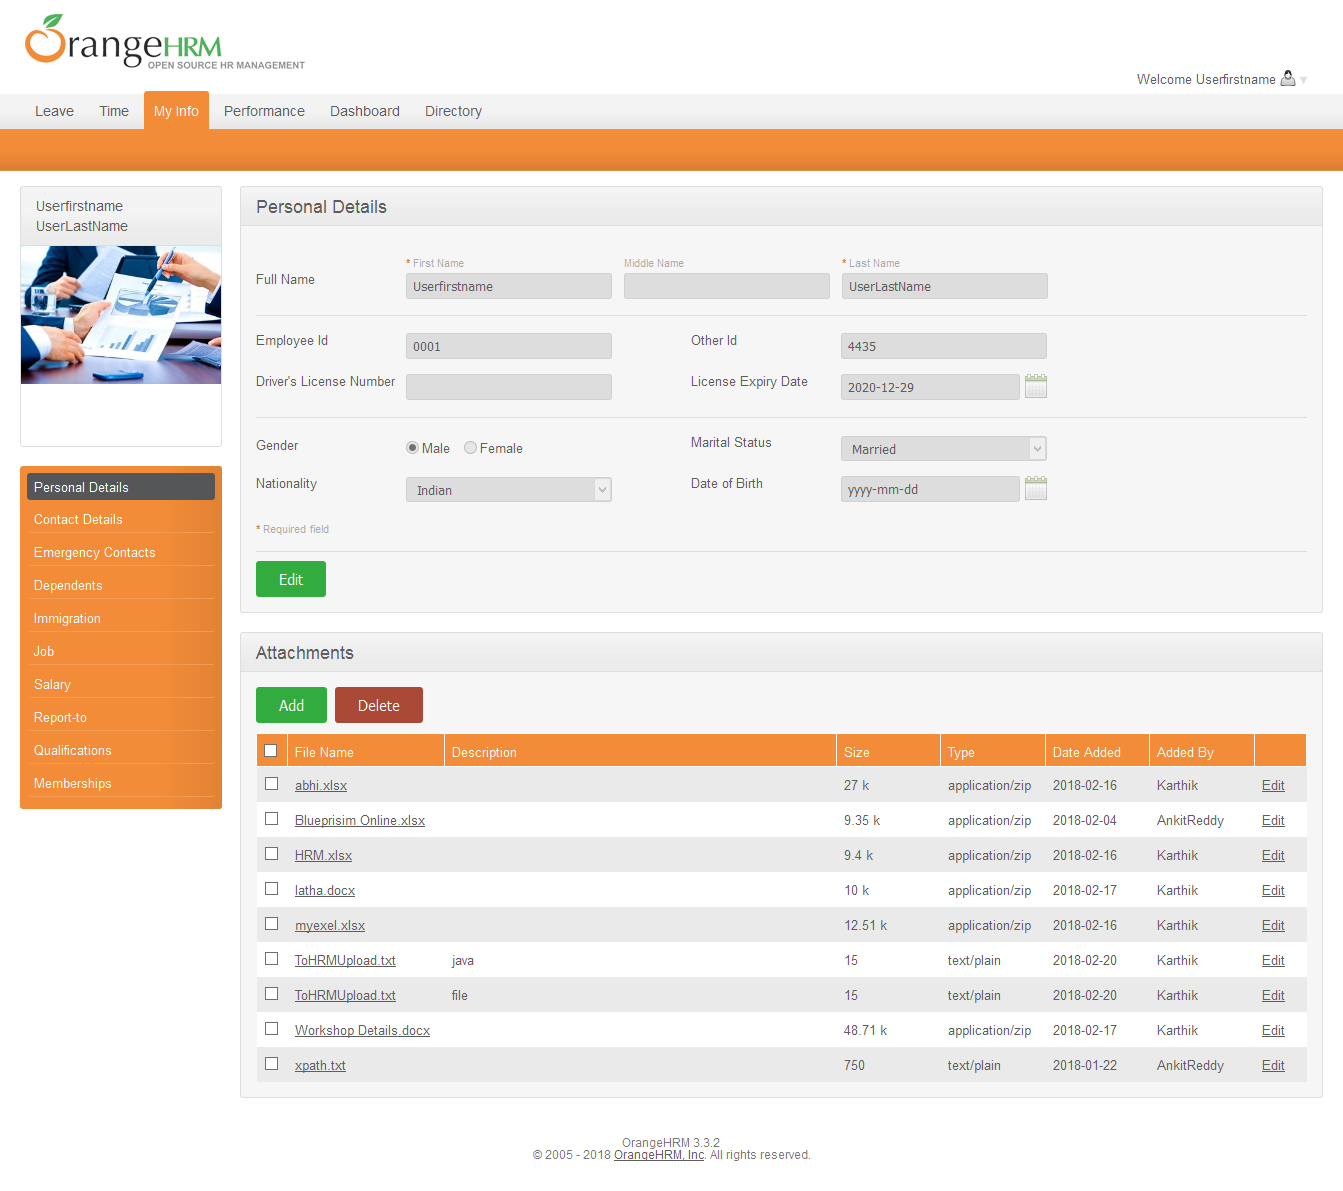 OrangeHRM
OPEN SOURCE HR MANAGEMENT
Welcome Userfirstname
Leave Time My Info Performance Dashboard Directory
Userfirstname
UserLastName
Personal Details
Contact Details
Emergency Contacts
Dependents
Immigration
Job
Salary
Report-to
Qualifications
Memberships
Personal Details
* First Name Middle Name * Last Name
Full Name Userfirstname UserLastName
Employee Id 0001 Other Id 4435
Driver's License Number License Expiry Date 2020-12-29
Gender Male Female Marital Status Married
Nationality Indian Date of Birth yyyy-mm-dd
* Required field
Edit
Attachments
Add Delete
File Name Description Size Type Date Added Added By
abhi.xlsx 27 k application/zip 2018-02-16 Karthik Edit
Blueprisim Online.xlsx 9.35 k application/zip 2018-02-04 AnkitReddy Edit
HRM.xlsx 9.4 k application/zip 2018-02-16 Karthik Edit
latha.docx 10 k application/zip 2018-02-17 Karthik Edit
myexel.xlsx 12.51 k application/zip 2018-02-16 Karthik Edit
ToHRMUpload.txt java 15 text/plain 2018-02-20 Karthik Edit
ToHRMUpload.txt file 15 text/plain 2018-02-20 Karthik Edit
Workshop Details.docx 48.71 k application/zip 2018-02-17 Karthik Edit
xpath.txt 750 text/plain 2018-01-22 AnkitReddy Edit
OrangeHRM 3.3.2
© 2005 - 2018 OrangeHRM, Inc. All rights reserved.